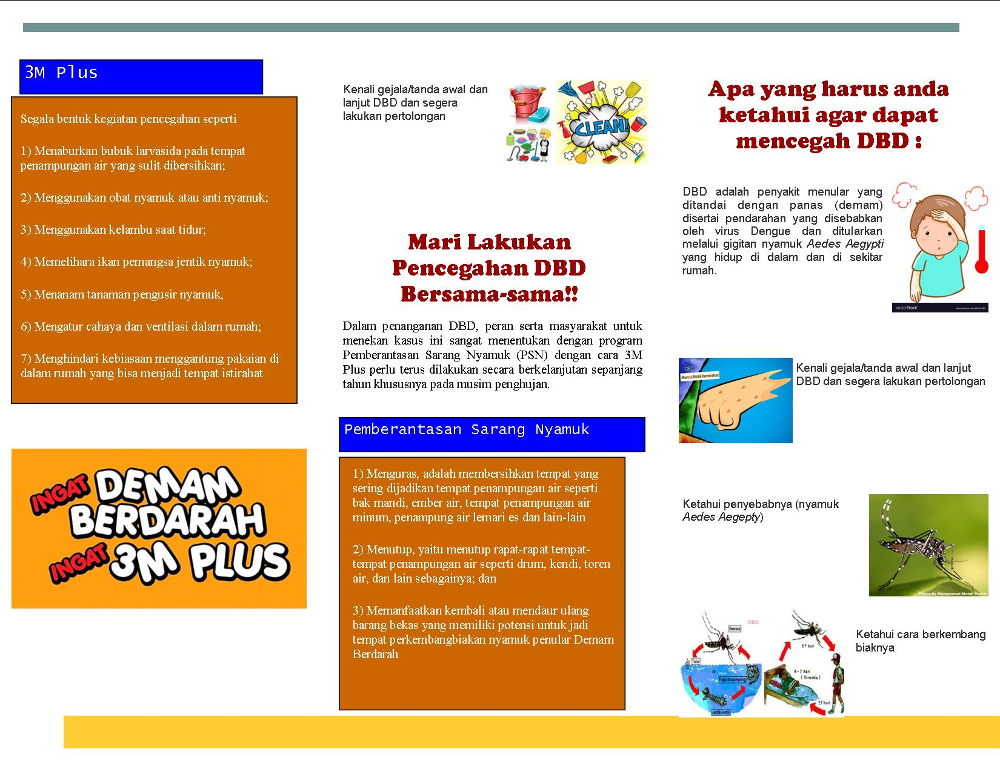 3M Plus
Segala bentuk kegiatan pencegahan seperti
1) Menaburkan bubuk larvasida pada tempat
penampungan air yang sulit dibersihkan;
2) Menggunakan obat nyamuk atau anti nyamuk;
3) Menggunakan kelambu saat tidur;
4) Memelihara ikan pemangsa jentik nyamuk;
5) Menanam tanaman pengusir nyamuk,
6) Mengatur cahaya dan ventilasi dalam rumah;
7) Menghindari kebiasaan menggantung pakaian di
dalam rumah yang bisa menjadi tempat istirahat
INGAT DEMAM
BERDARAH
INGAT 3M PLUS
Kenali gejala/tanda awal dan
lanjut DBD dan segera
lakukan pertolongan
CLEAN!
Mari Lakukan
Pencegahan DBD
Bersama-sama!!
Dalam penanganan DBD, peran serta masyarakat untuk
menekan kasus ini sangat menentukan dengan program
Pemberantasan Sarang Nyamuk (PSN) dengan cara 3M
Plus perlu terus dilakukan secara berkelanjutan sepanjang
tahun khususnya pada musim penghujan.
Pemberantasan Sarang Nyamuk
1) Menguras, adalah membersihkan tempat yang
sering dijadikan tempat penampungan air seperti
bak mandi, ember air, tempat penampungan air
minum, penampung air lemari es dan lain-lain
2) Menutup, yaitu menutup rapat-rapat tempat-
tempat penampungan air seperti drum, kendi, toren
air, dan lain sebagainya; dan
3) Memanfaatkan kembali atau mendaur ulang
barang bekas yang memiliki potensi untuk jadi
tempat perkembangbiakan nyamuk penular Demam
Berdarah
Apa yang harus anda
ketahui agar dapat
mencegah DBD :
DBD adalah penyakit menular yang
ditandai dengan panas (demam)
disertai pendarahan yang disebabkan
oleh virus Dengue dan ditularkan
melalui gigitan nyamuk Aedes Aegypti
yang hidup di dalam dan di sekitar
rumah.
VectorStock
DBD
Muncul Bintik Kemerahan
Kenali gejala/tanda awal dan lanjut
DBD dan segera lakukan pertolongan
Ketahui penyebabnya (nyamuk
Aedes Aegepty)
Photo by Muhammad Mahdi Karim
DBD
Dewasa
Telur
Air
Pupa (kepompong)
Jentik-jentik
±7 hari
4 - 7 hari
( Viremia )
±7 hari
Ketahui cara berkembang
biaknya